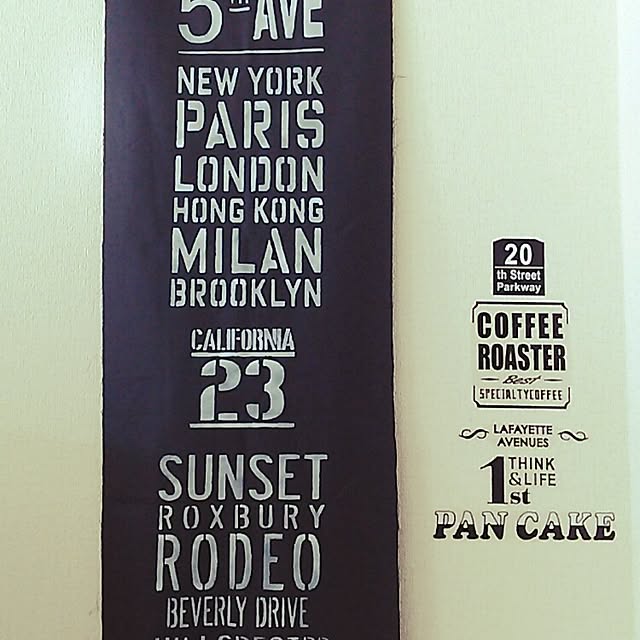 5TH AVE
NEW YORK
PARIS
LONDON
HONG KONG
MILAN
BROOKLYN
CALIFORNIA
23
SUNSET
ROXBURY
RODEO
BEVERLY DRIVE
20
th Street
Parkway
COFFEE
ROASTER
Best
SPECIALTYCOFFEE
LAFAYETTE
AVENUES
1st
THINK
&LIFE
PAN CAKE